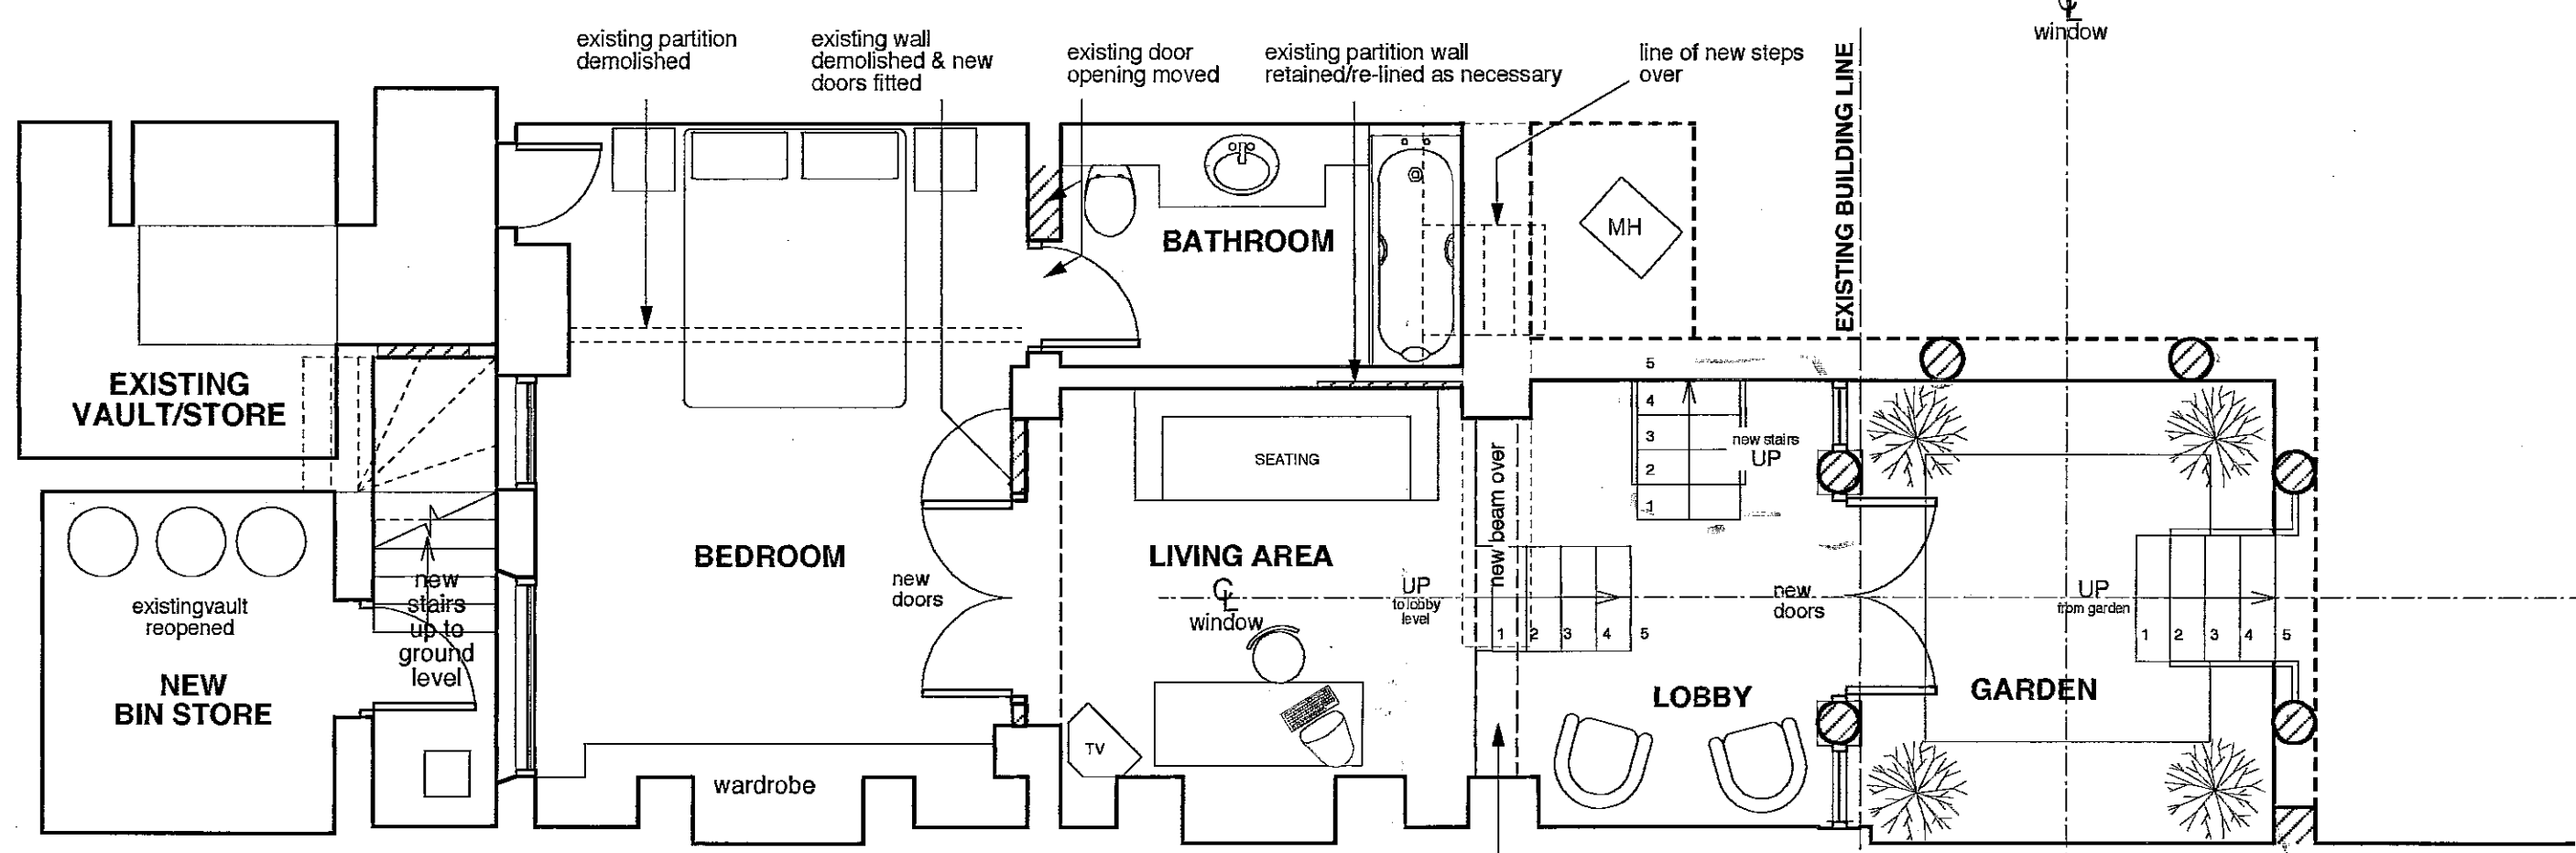 ℄
window
existing partition
demolished
existing wall
demolished & new
doors fitted
existing door
opening moved
existing partition wall
retained/re-lined as necessary
line of new steps
over
EXISTING BUILDING LINE
MH
BATHROOM
EXISTING
VAULT/STORE
5
4
3
2
1
new stairs
UP
SEATING
new beam over
BEDROOM
new
doors
LIVING AREA
℄
window
UP
to lobby
level
1 2 3 4 5
new
doors
UP
from garden
1 2 3 4 5
existingvault
reopened
new
stairs
up to
ground
level
NEW
BIN STORE
LOBBY
GARDEN
TV
wardrobe